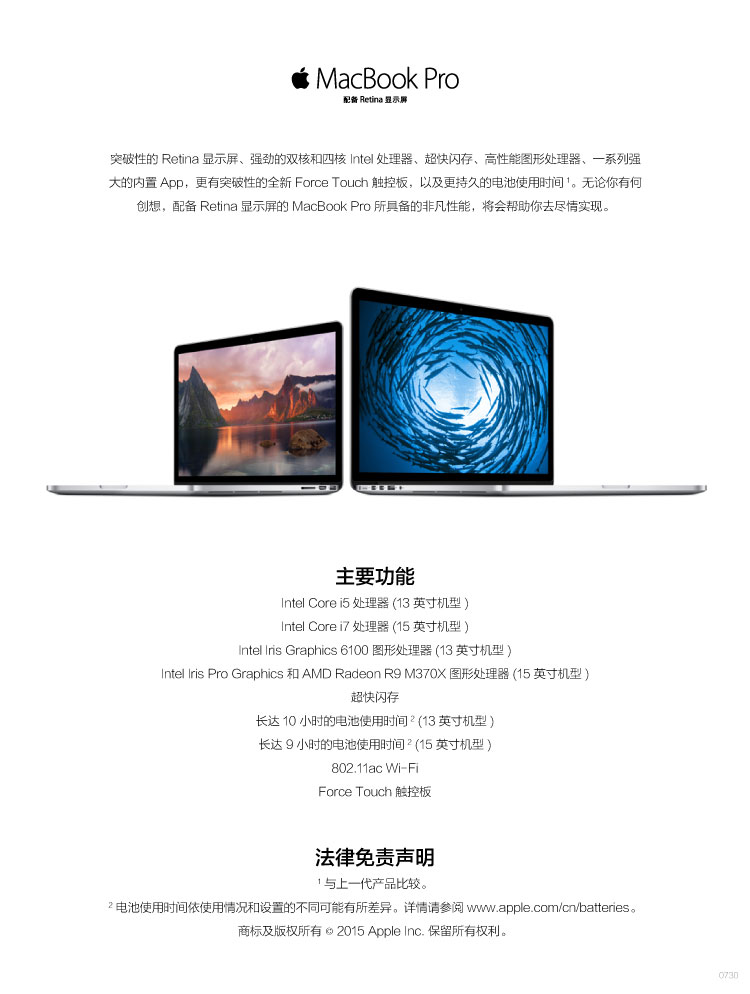 MacBook Pro
配备 Retina 显示屏
突破性的 Retina 显示屏、强劲的双核和四核 Intel 处理器、超快闪存、高性能图形处理器、一系列强
大的内置 App，更有突破性的全新 Force Touch 触控板，以及更持久的电池使用时间 ¹。无论你有何
创想，配备 Retina 显示屏的 MacBook Pro 所具备的非凡性能，将会帮助你去尽情实现。
主要功能
Intel Core i5 处理器 (13 英寸机型 )
Intel Core i7 处理器 (15 英寸机型 )
Intel Iris Graphics 6100 图形处理器 (13 英寸机型 )
Intel Iris Pro Graphics 和 AMD Radeon R9 M370X 图形处理器 (15 英寸机型 )
超快闪存
长达 10 小时的电池使用时间 ² (13 英寸机型 )
长达 9 小时的电池使用时间 ² (15 英寸机型 )
802.11ac Wi-Fi
Force Touch 触控板
法律免责声明
¹ 与上一代产品比较。
² 电池使用时间依使用情况和设置的不同可能有所差异。详情请参阅 www.apple.com/cn/batteries。
商标及版权所有 © 2015 Apple Inc. 保留所有权利。
0730